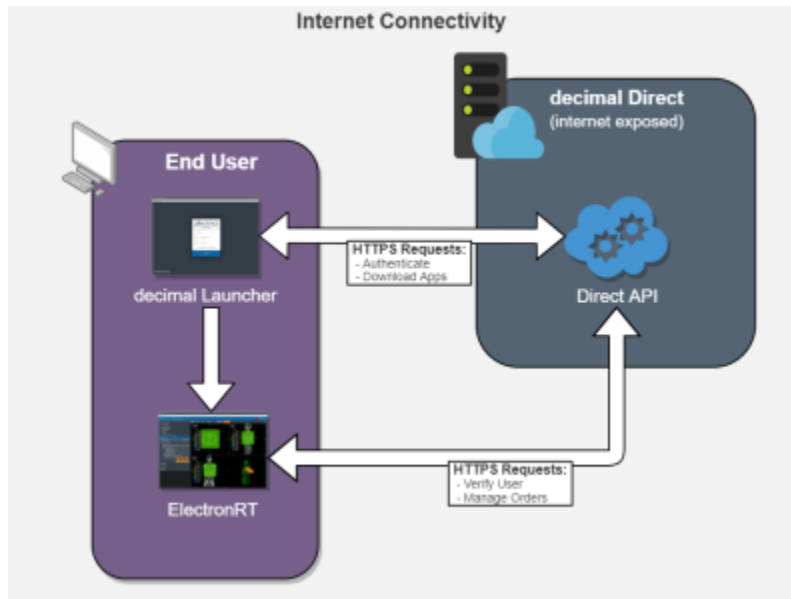 Internet Connectivity
decimal Direct
(internet exposed)
End User
HTTPS Requests:
- Authenticate
- Download Apps
decimal Launcher
Direct API
HTTPS Requests:
- Verify User
- Manage Orders
ElectronRT